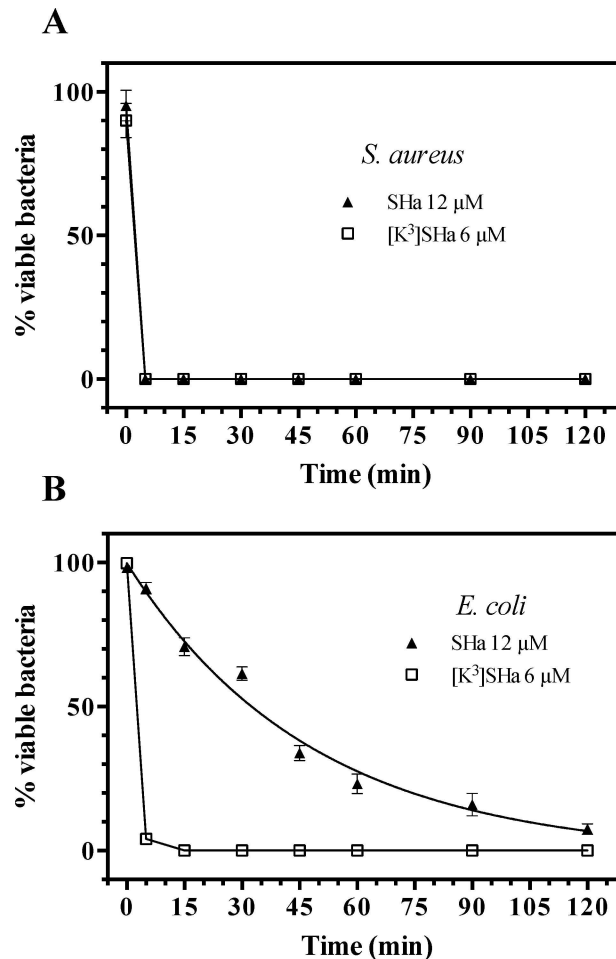 A
% viable bacteria
100
50
0
S. aureus
SHa 12 μM
[K³]SHa 6 μM
0 15 30 45 60 75 90 105 120
Time (min)
B
% viable bacteria
100
50
0
E. coli
SHa 12 μM
[K³]SHa 6 μM
0 15 30 45 60 75 90 105 120
Time (min)